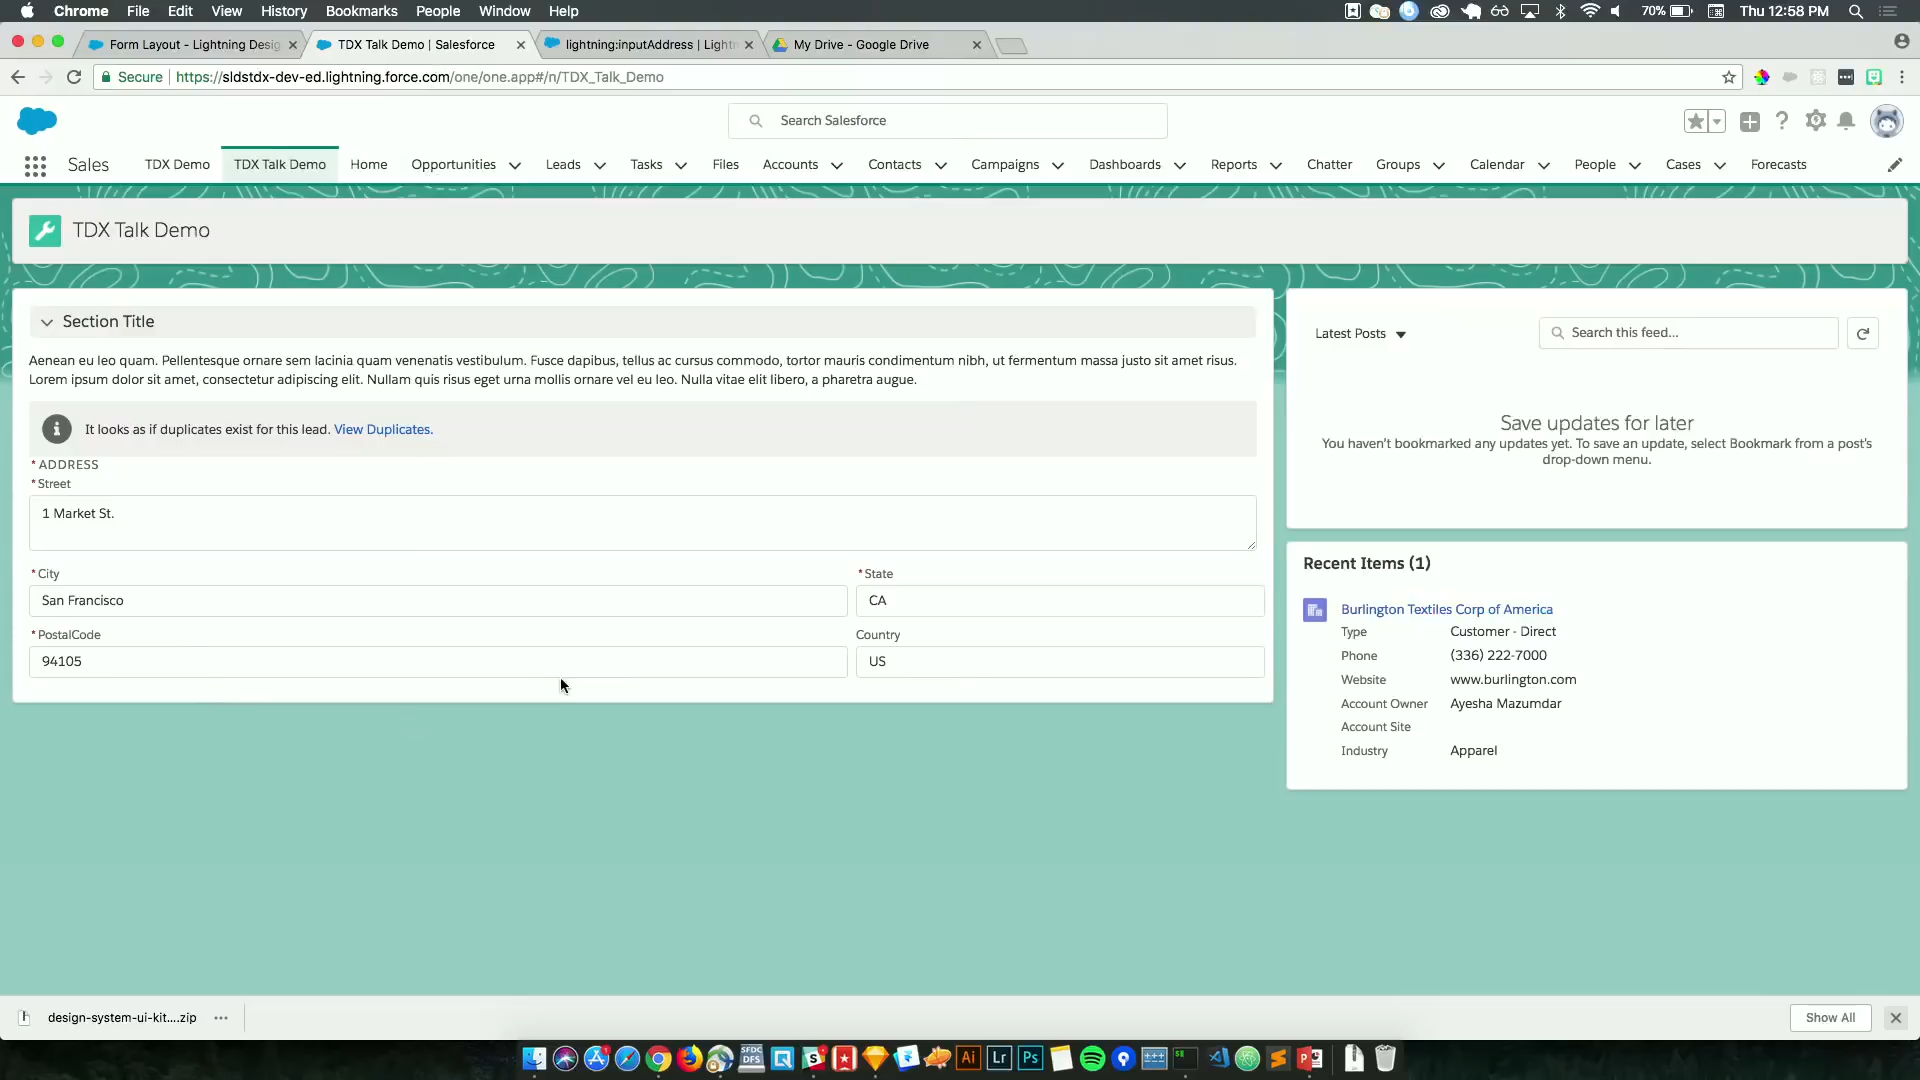 Chrome File Edit View History Bookmarks People Window Help 70% Thu 12:58 PM
Form Layout - Lightning Desig TDX Talk Demo | Salesforce lightning:inputAddress | Lightn My Drive - Google Drive
Secure https://sldstdx-dev-ed.lightning.force.com/one/one.app#/n/TDX_Talk_Demo
Search Salesforce
Sales TDX Demo TDX Talk Demo Home Opportunities Leads Tasks Files Accounts Contacts Campaigns Dashboards Reports Chatter Groups Calendar People Cases Forecasts
TDX Talk Demo
Section Title
Aenean eu leo quam. Pellentesque ornare sem lacinia quam venenatis vestibulum. Fusce dapibus, tellus ac cursus commodo, tortor mauris condimentum nibh, ut fermentum massa justo sit amet risus.
Lorem ipsum dolor sit amet, consectetur adipiscing elit. Nullam quis risus eget urna mollis ornare vel eu leo. Nulla vitae elit libero, a pharetra augue.
It looks as if duplicates exist for this lead. View Duplicates.
* ADDRESS
* Street
1 Market St.
* City * State
San Francisco CA
* PostalCode Country
94105 US
Latest Posts Search this feed...
Save updates for later
You haven't bookmarked any updates yet. To save an update, select Bookmark from a post's
drop-down menu.
Recent Items (1)
Burlington Textiles Corp of America
Type Customer - Direct
Phone (336) 222-7000
Website www.burlington.com
Account Owner Ayesha Mazumdar
Account Site
Industry Apparel
design-system-ui-kit....zip Show All
SFDC
DFS
Ai Lr Ps